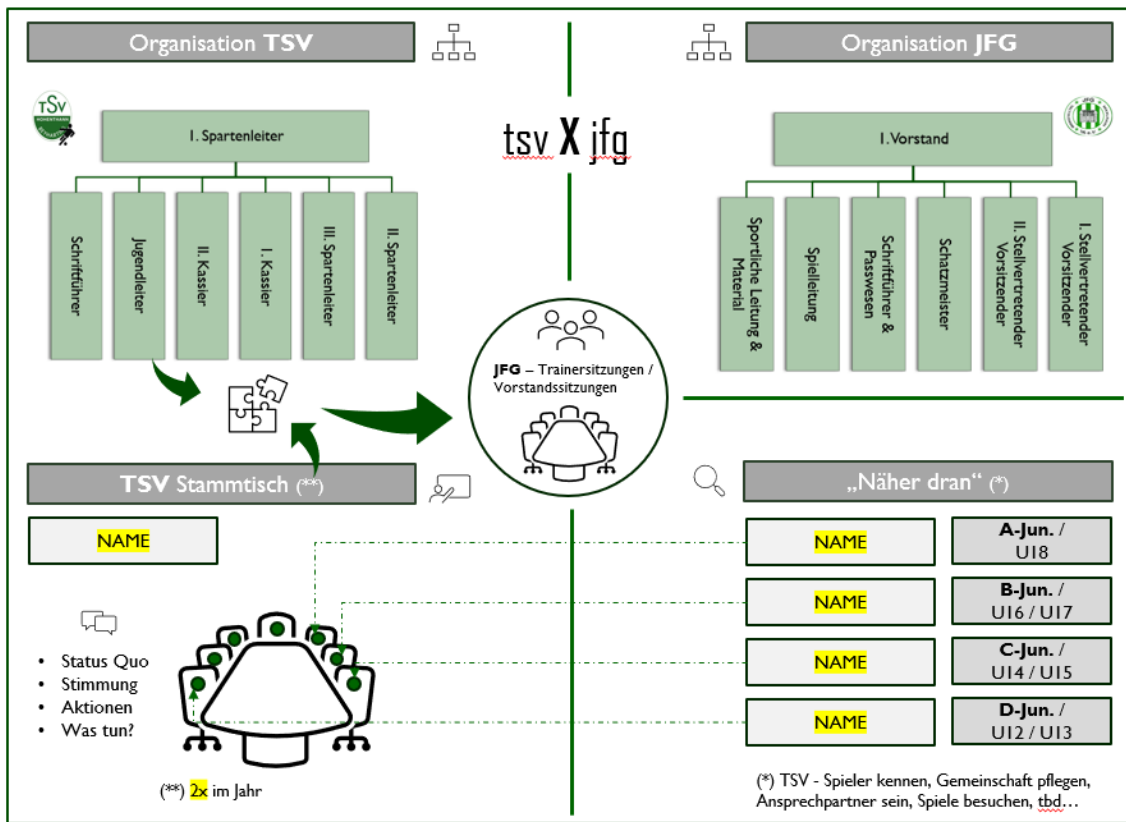 Organisation TSV
Organisation JFG
TSV
HOHENTHANN
I. Spartenleiter
Schriftführer
Jugendleiter
II. Kassier
I. Kassier
III. Spartenleiter
II. Spartenleiter
tsv X jfg
JFG
I. Vorstand
Sportliche Leitung &
Material
Spielleitung
Schriftführer &
Passwesen
Schatzmeister
II. Stellvertretender
Vorsitzender
I. Stellvertretender
Vorsitzender
JFG – Trainersitzungen /
Vorstandssitzungen
TSV Stammtisch (**)
NAME
• Status Quo
• Stimmung
• Aktionen
• Was tun?
(**) 2x im Jahr
„Näher dran“ (*)
NAME
A-Jun. /
U18
NAME
B-Jun. /
U16 / U17
NAME
C-Jun. /
U14 / U15
NAME
D-Jun. /
U12 / U13
(*) TSV - Spieler kennen, Gemeinschaft pflegen,
Ansprechpartner sein, Spiele besuchen, tbd…